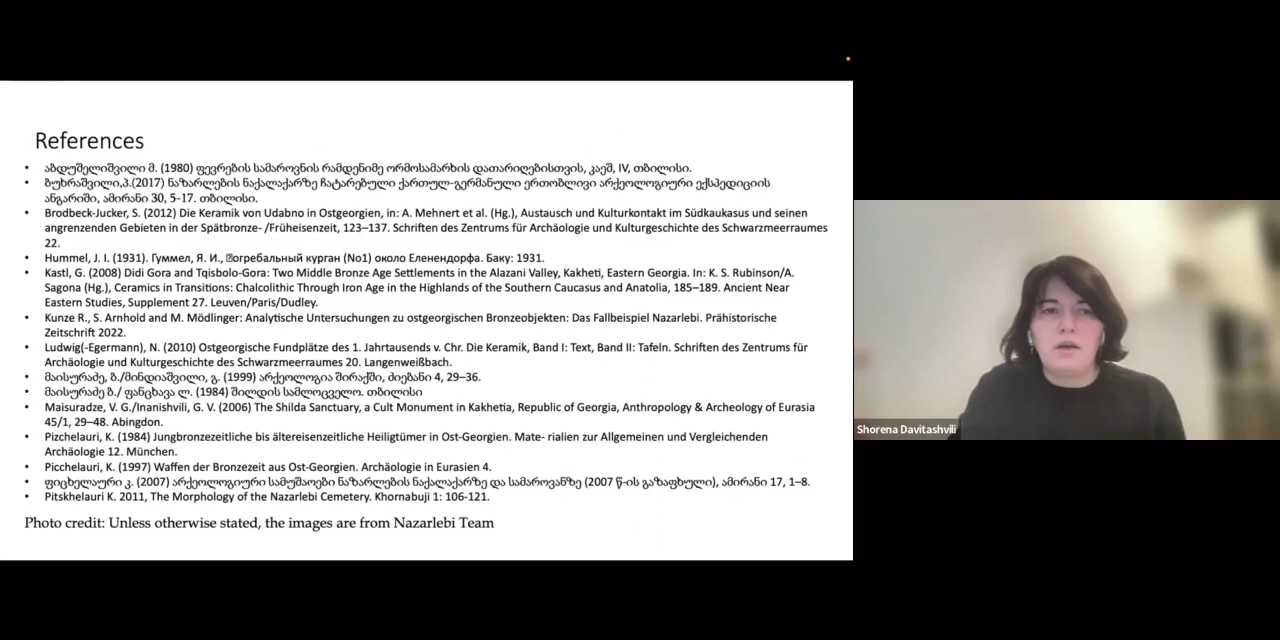 References
• აბდუშელიშვილი მ. (1980) ფევრების სამაროვნის რამდენიმე ორმოსამარხის დათარიღებისთვის, კაეშ, IV, თბილისი.
• ბუხრაშვილი,პ.(2017) ნაზარლების ნაქალაქარზე ჩატარებული ქართულ-გერმანული ერთობლივი არქეოლოგიური ექსპედიციის
ანგარიში, ამირანი 30, 5-17. თბილისი.
• Brodbeck-Jucker, S. (2012) Die Keramik von Udabno in Ostgeorgien, in: A. Mehnert et al. (Hg.), Austausch und Kulturkontakt im Südkaukasus und seinen
angrenzenden Gebieten in der Spätbronze- /Früheisenzeit, 123–137. Schriften des Zentrums für Archäologie und Kulturgeschichte des Schwarzmeerraumes
22.
• Hummel, J. I. (1931). Гуммел, Я. И., огребальный курган (No1) около Елененdорфа. Баку: 1931.
• Kastl, G. (2008) Didi Gora and Tqisbolo-Gora: Two Middle Bronze Age Settlements in the Alazani Valley, Kakheti, Eastern Georgia. In: K. S. Rubinson/A.
Sagona (Hg.), Ceramics in Transitions: Chalcolithic Through Iron Age in the Highlands of the Southern Caucasus and Anatolia, 185–189. Ancient Near
Eastern Studies, Supplement 27. Leuven/Paris/Dudley.
• Kunze R., S. Arnhold and M. Mödlinger: Analytische Untersuchungen zu ostgeorgischen Bronzeobjekten: Das Fallbeispiel Nazarlebi. Prähistorische
Zeitschrift 2022.
• Ludwig(-Egermann), N. (2010) Ostgeorgische Fundplätze des 1. Jahrtausends v. Chr. Die Keramik, Band I: Text, Band II: Tafeln. Schriften des Zentrums für
Archäologie und Kulturgeschichte des Schwarzmeerraumes 20. Langenweißbach.
• მაისურაძე, ბ./მინდიაშვილი, გ. (1999) არქეოლოგია შირაქში, ძიებანი 4, 29–36.
• მაისურაძე ბ./ ფანცხავა ლ. (1984) შილდის სამლოცველო. თბილისი
• Maisuradze, V. G./Inanishvili, G. V. (2006) The Shilda Sanctuary, a Cult Monument in Kakhetia, Republic of Georgia, Anthropology & Archeology of Eurasia
45/1, 29–48. Abingdon.
• Pizchelauri, K. (1984) Jungbronzezeitliche bis ältereisenzeitliche Heiligtümer in Ost-Georgien. Mate- rialien zur Allgemeinen und Vergleichenden
Archäologie 12. München.
• Picchelauri, K. (1997) Waffen der Bronzezeit aus Ost-Georgien. Archäologie in Eurasien 4.
• ფიცხელაური კ. (2007) არქეოლოგიური სამუშაოები ნაზარლების ნაქალაქარზე და სამაროვანზე (2007 წ-ის გაზაფხული), ამირანი 17, 1–8.
• Pitskhelauri K. 2011, The Morphology of the Nazarlebi Cemetery. Khornabuji 1: 106-121.
Photo credit: Unless otherwise stated, the images are from Nazarlebi Team
Shorena Davitashvili